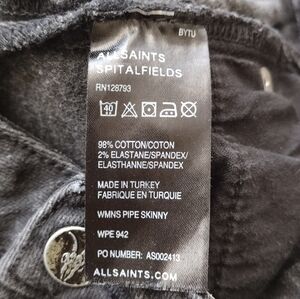 BYTU
ALLSAINTS
SPITALFIELDS
RN128793
40
98% COTTON/COTON
2% ELASTANE/SPANDEX/
ELASTHANNE/SPANDEX
MADE IN TURKEY
FABRIQUE EN TURQUIE
WMNS PIPE SKINNY
WPE 942
PO NUMBER: AS002413
ALLSAINTS.COM